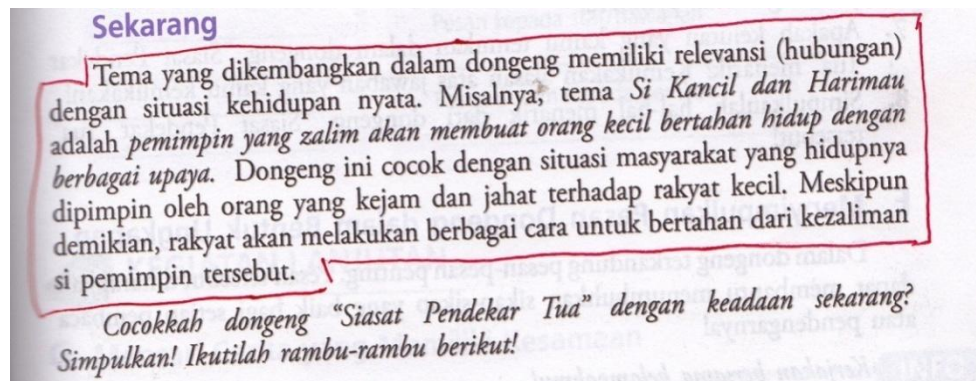 Sekarang
Tema yang dikembangkan dalam dongeng memiliki relevansi (hubungan)
dengan situasi kehidupan nyata. Misalnya, tema Si Kancil dan Harimau
adalah pemimpin yang zalim akan membuat orang kecil bertahan hidup dengan
berbagai upaya. Dongeng ini cocok dengan situasi masyarakat yang hidupnya
dipimpin oleh orang yang kejam dan jahat terhadap rakyat kecil. Meskipun
demikian, rakyat akan melakukan berbagai cara untuk bertahan dari kezaliman
si pemimpin tersebut.
Cocokkah dongeng “Siasat Pendekar Tua” dengan keadaan sekarang?
Simpulkan! Ikutilah rambu-rambu berikut!